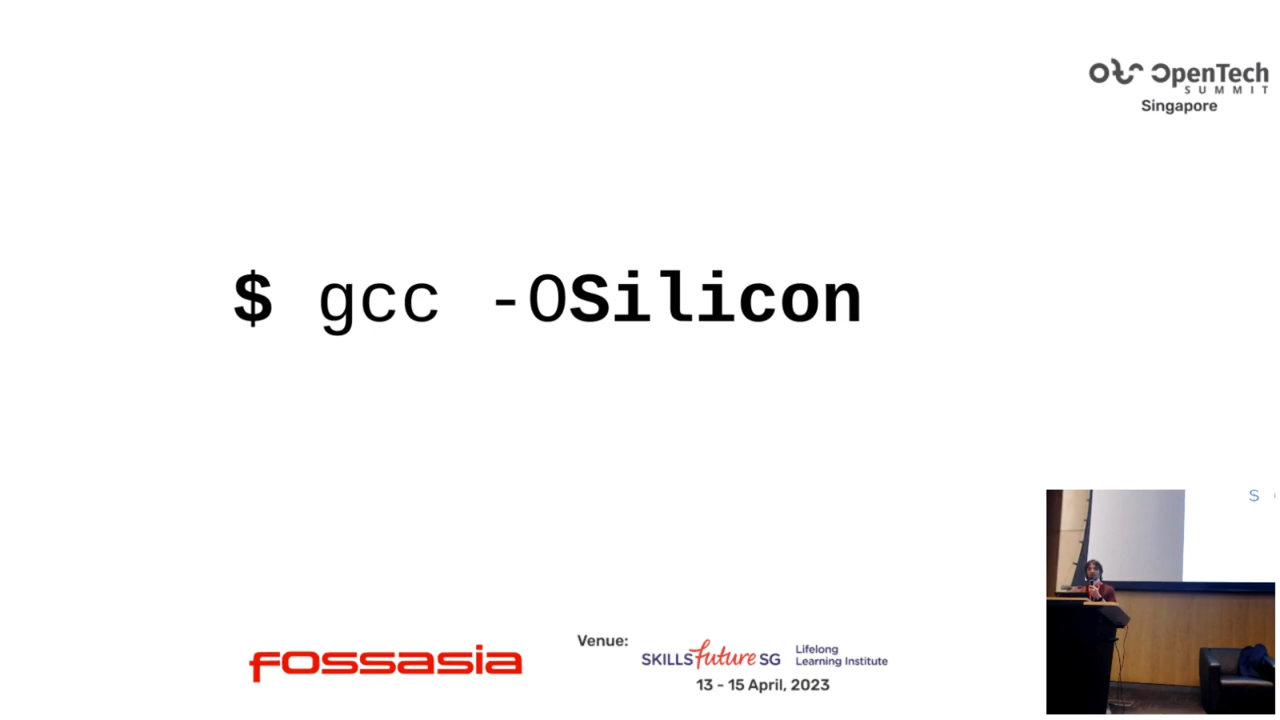 OpenTech
SUMMIT
Singapore
$ gcc -OSilicon
S
fossasia
Venue:
SKILLSfuture SG
Lifelong
Learning Institute
13 - 15 April, 2023